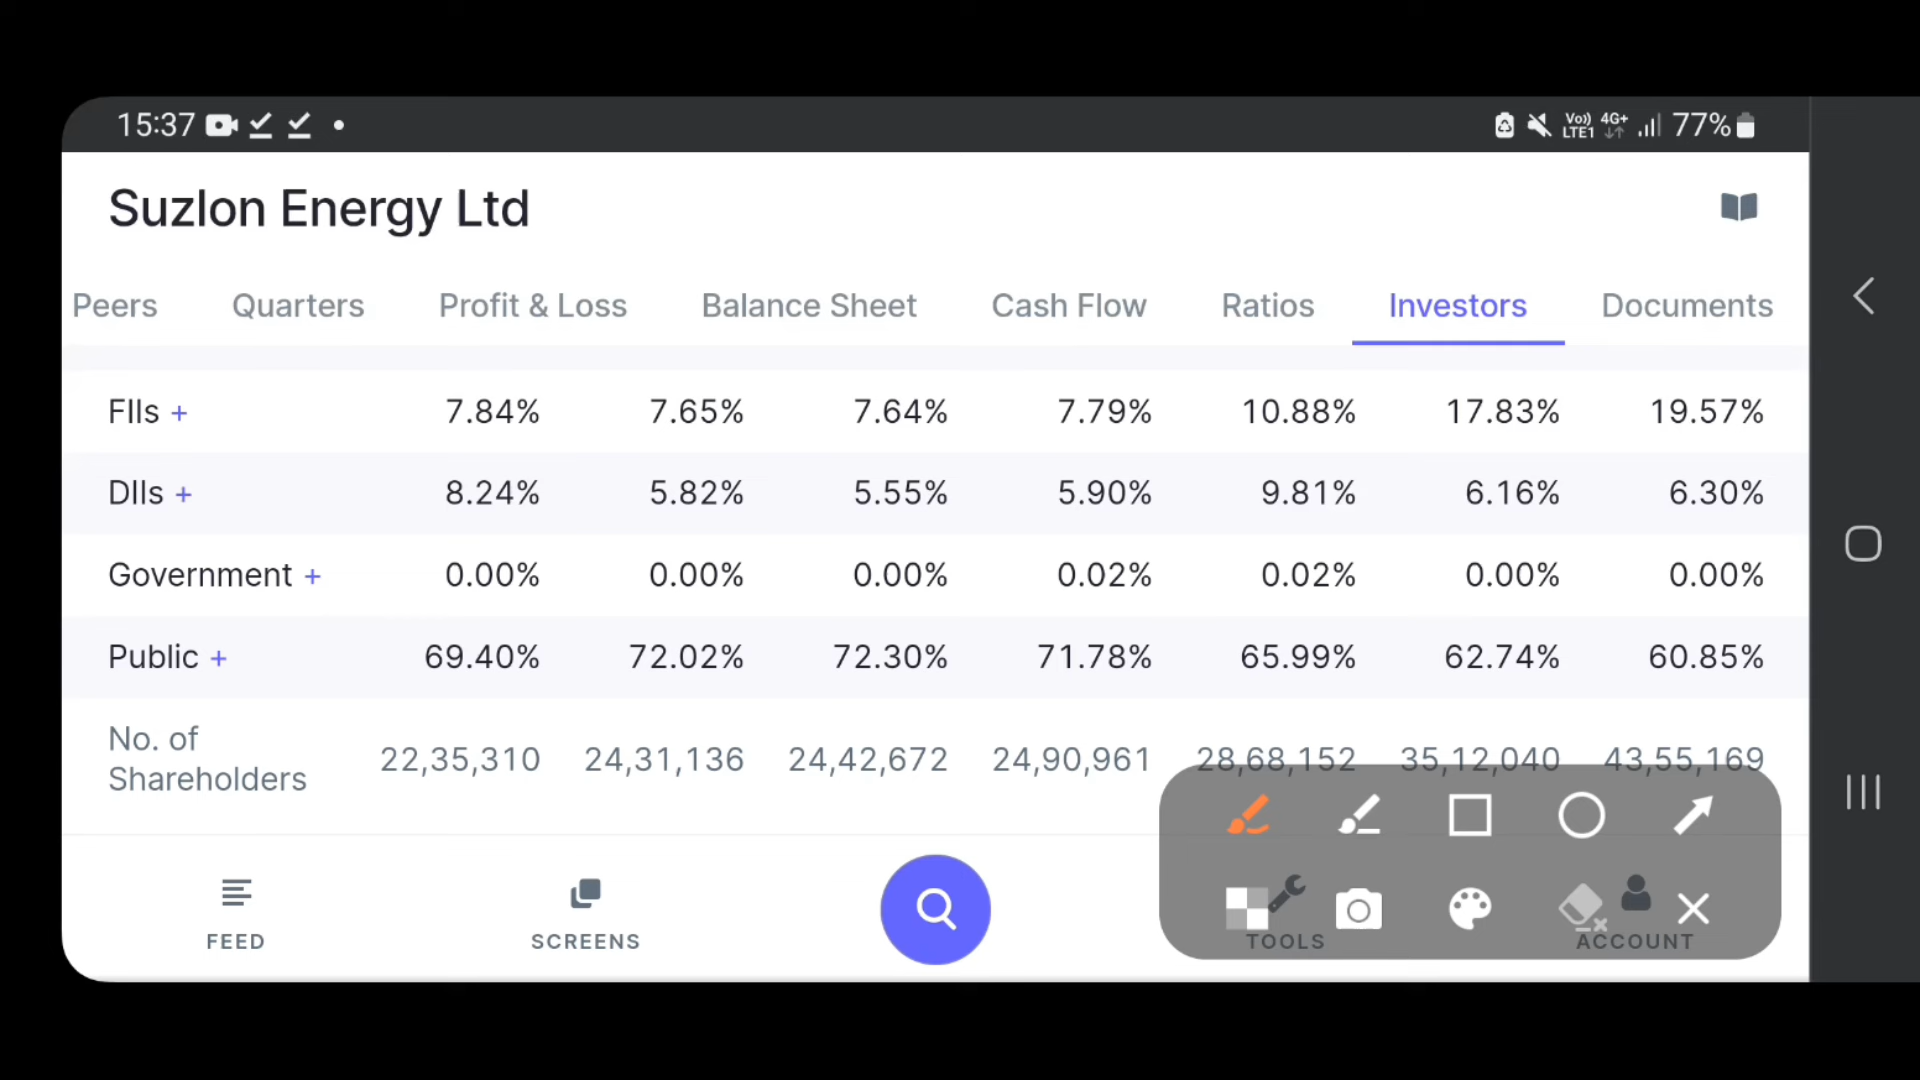 15:37 Vo)) LTE1 4G+ 77%
Suzlon Energy Ltd
Peers Quarters Profit & Loss Balance Sheet Cash Flow Ratios Investors Documents
FIIs + 7.84% 7.65% 7.64% 7.79% 10.88% 17.83% 19.57%
DIIs + 8.24% 5.82% 5.55% 5.90% 9.81% 6.16% 6.30%
Government + 0.00% 0.00% 0.00% 0.02% 0.02% 0.00% 0.00%
Public + 69.40% 72.02% 72.30% 71.78% 65.99% 62.74% 60.85%
No. of
Shareholders 22,35,310 24,31,136 24,42,672 24,90,961 28,68,152 35,12,040 43,55,169
FEED SCREENS TOOLS ACCOUNT